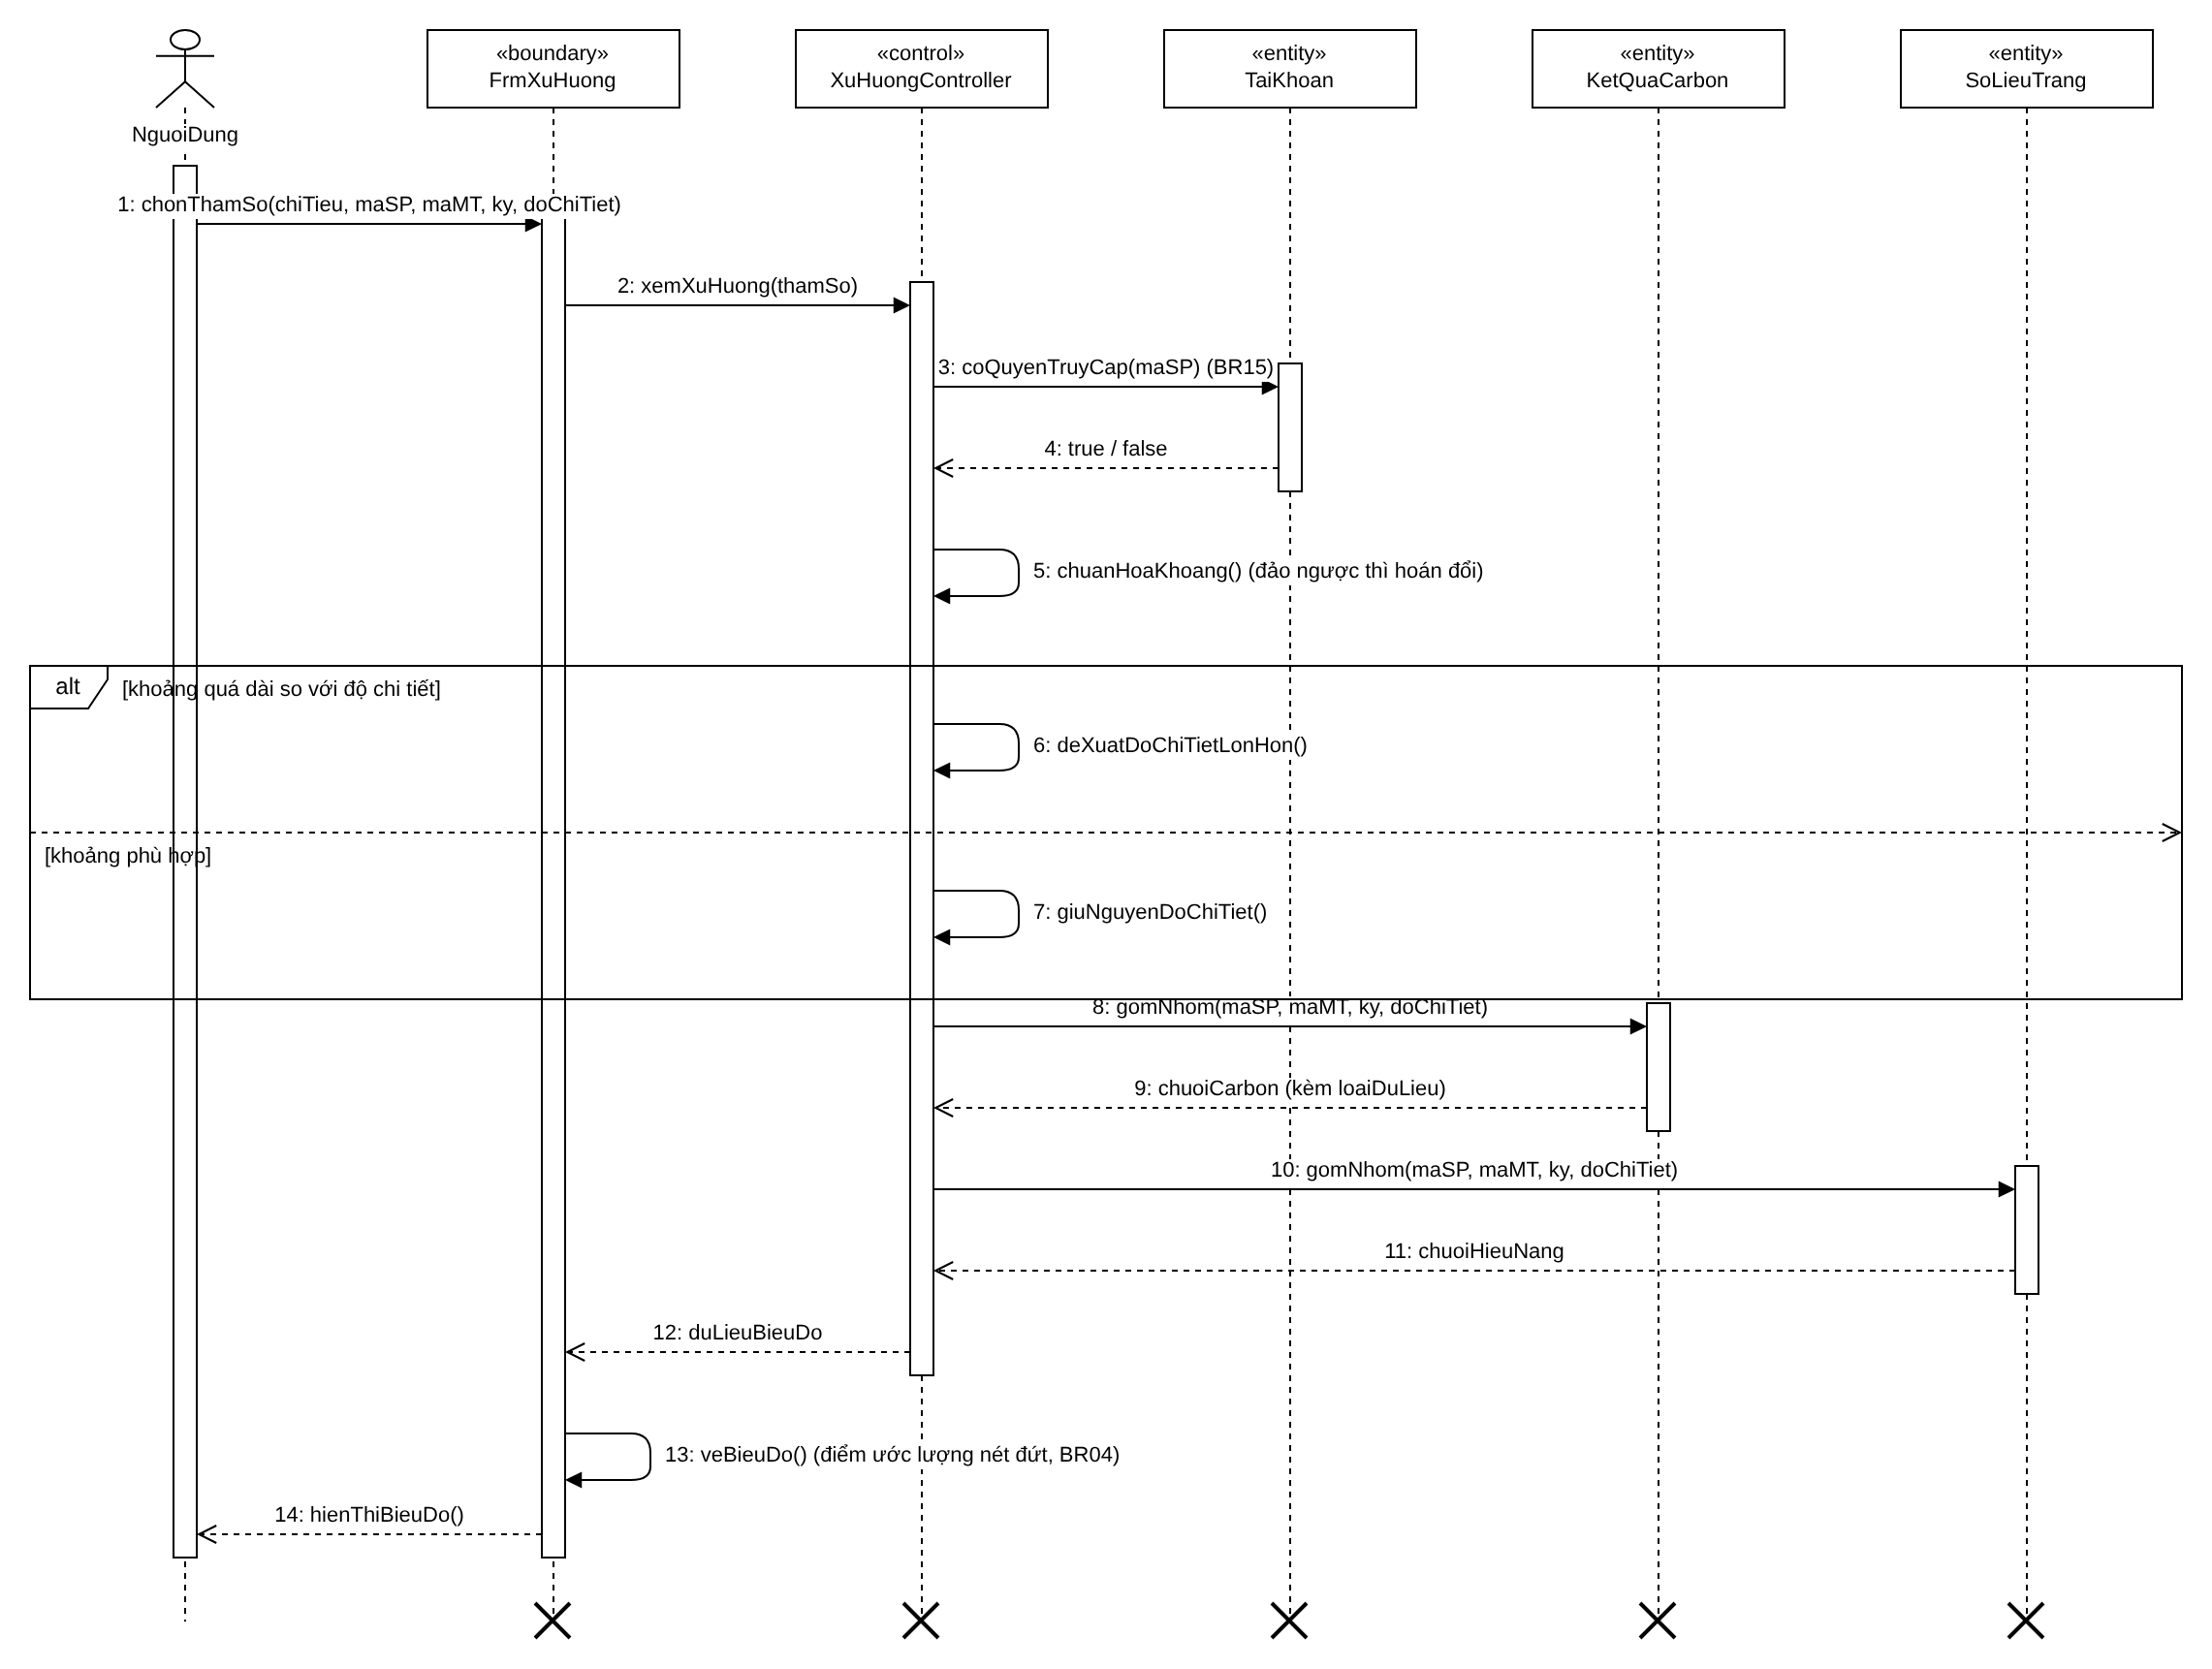 «boundary»
FrmXuHuong
«control»
XuHuongController
«entity»
TaiKhoan
«entity»
KetQuaCarbon
«entity»
SoLieuTrang
NguoiDung
1: chonThamSo(chiTieu, maSP, maMT, ky, doChiTiet)
2: xemXuHuong(thamSo)
3: coQuyenTruyCap(maSP) (BR15)
4: true / false
5: chuanHoaKhoang() (đảo ngược thì hoán đổi)
alt
[khoảng quá dài so với độ chi tiết]
6: deXuatDoChiTietLonHon()
[khoảng phù hợp]
7: giuNguyenDoChiTiet()
8: gomNhom(maSP, maMT, ky, doChiTiet)
9: chuoiCarbon (kèm loaiDuLieu)
10: gomNhom(maSP, maMT, ky, doChiTiet)
11: chuoiHieuNang
12: duLieuBieuDo
13: veBieuDo() (điểm ước lượng nét đứt, BR04)
14: hienThiBieuDo()